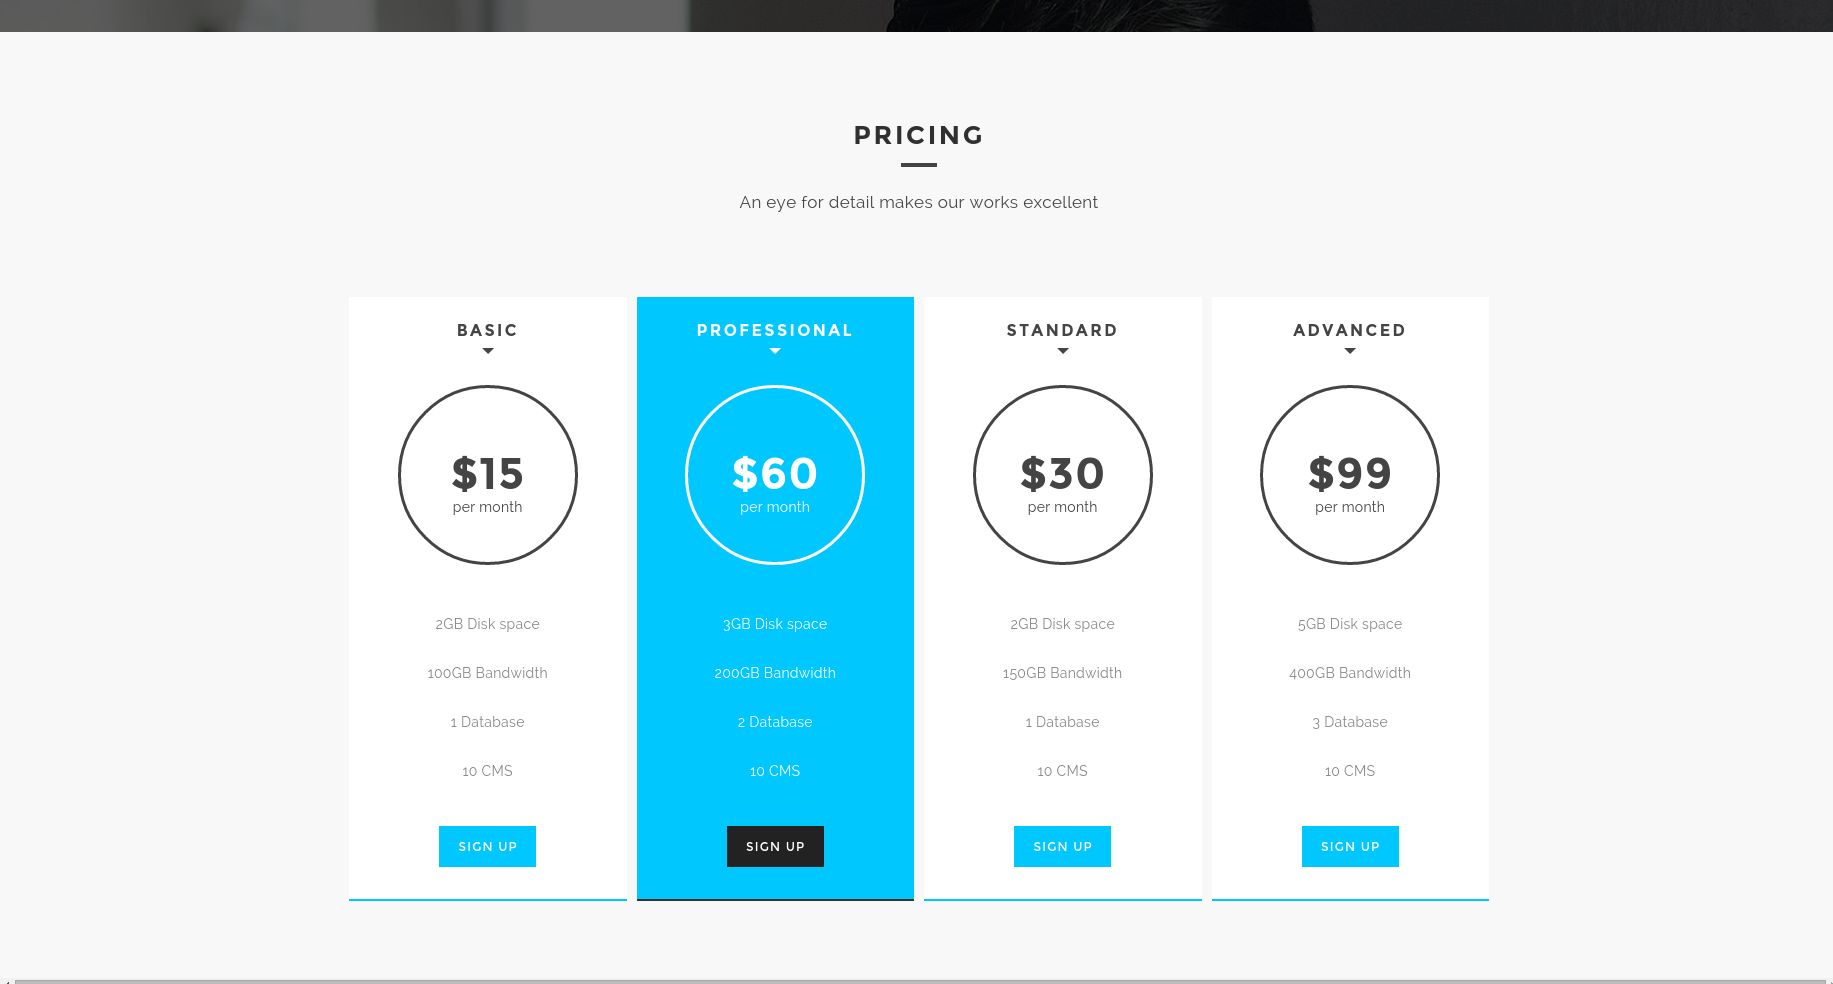 PRICING
An eye for detail makes our works excellent
BASIC
$15
per month
2GB Disk space
100GB Bandwidth
1 Database
10 CMS
SIGN UP
PROFESSIONAL
$60
per month
3GB Disk space
200GB Bandwidth
2 Database
10 CMS
SIGN UP
STANDARD
$30
per month
2GB Disk space
150GB Bandwidth
1 Database
10 CMS
SIGN UP
ADVANCED
$99
per month
5GB Disk space
400GB Bandwidth
3 Database
10 CMS
SIGN UP